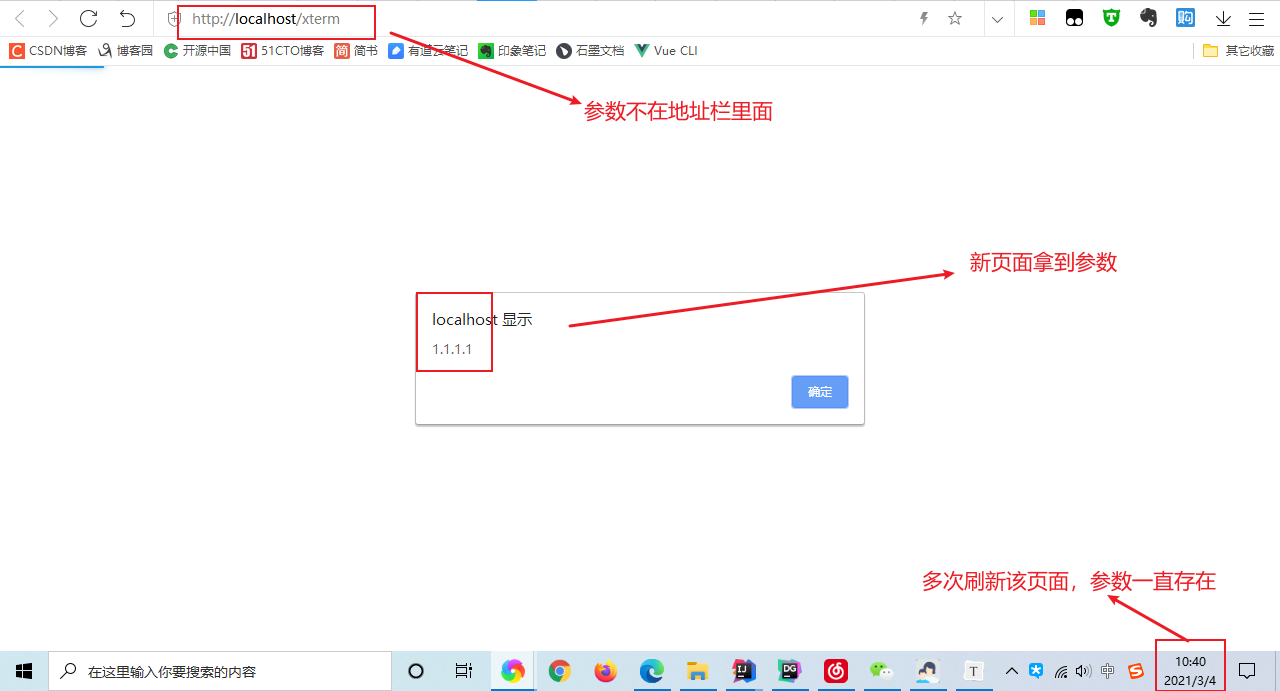 http://localhost/xterm
CSDN博客 博客园 开源中国 51CTO博客 简书 有道云笔记 印象笔记 石墨文档 Vue CLI 其它收藏
参数不在地址栏里面
新页面拿到参数
localhost 显示
1.1.1.1
确定
多次刷新该页面，参数一直存在
在这里输入你要搜索的内容
中
10:40
2021/3/4